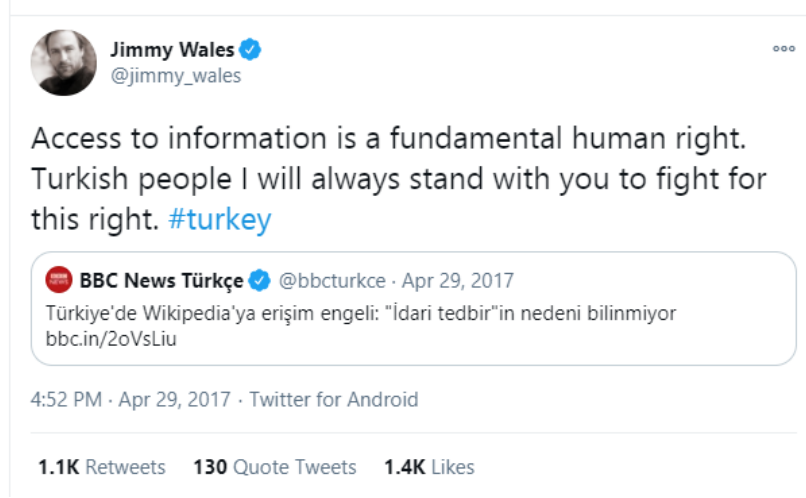 Jimmy Wales
@jimmy_wales
Access to information is a fundamental human right.
Turkish people I will always stand with you to fight for
this right. #turkey
BBC NEWS
BBC News Türkçe @bbcturkce · Apr 29, 2017
Türkiye'de Wikipedia'ya erişim engeli: "İdari tedbir"in nedeni bilinmiyor
bbc.in/2oVsLiu
4:52 PM · Apr 29, 2017 · Twitter for Android
1.1K Retweets 130 Quote Tweets 1.4K Likes